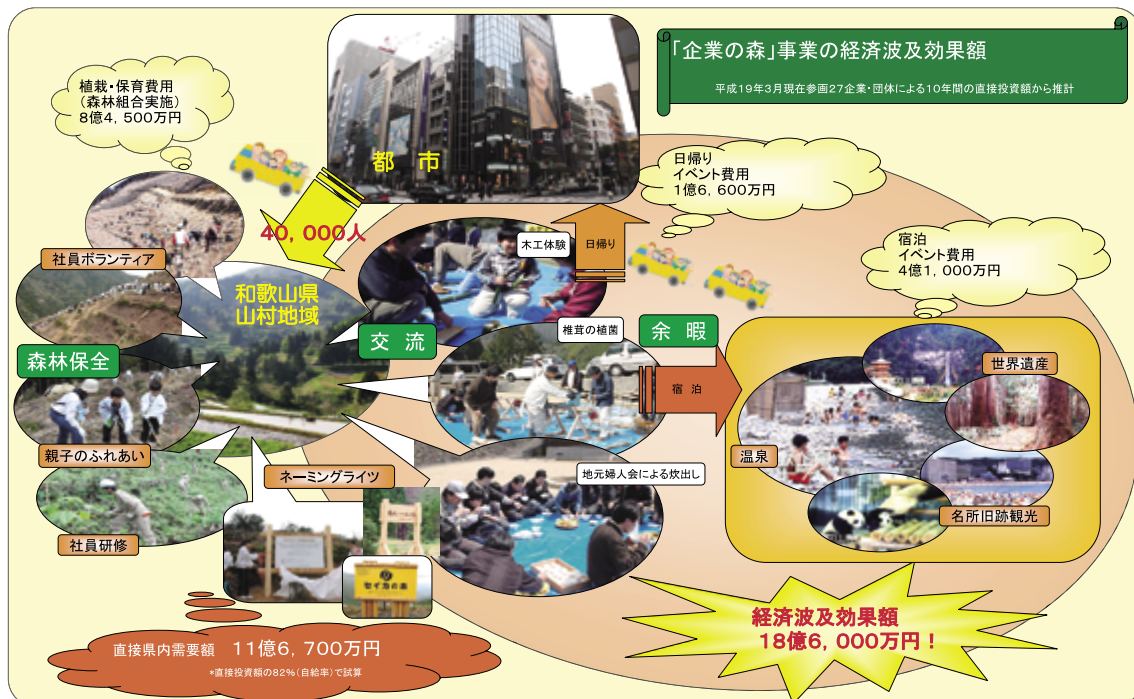 「企業の森」事業の経済波及効果額
平成19年3月現在参画27企業・団体による10年間の直接投資額から推計
植栽・保育費用
（森林組合実施）
8億4，500万円
都　市
40，000人
日帰り
イベント費用
1億6，600万円
木工体験
日帰り
宿泊
イベント費用
4億1，000万円
社員ボランティア
和歌山県
山村地域
交 流
椎茸の植菌
余 暇
宿 泊
森林保全
世界遺産
温泉
親子のふれあい
ネーミングライツ
地元婦人会による炊出し
名所旧跡観光
社員研修
経済波及効果額
18億6，000万円！
直接県内需要額　11億6，700万円
*直接投資額の82%（自給率）で試算